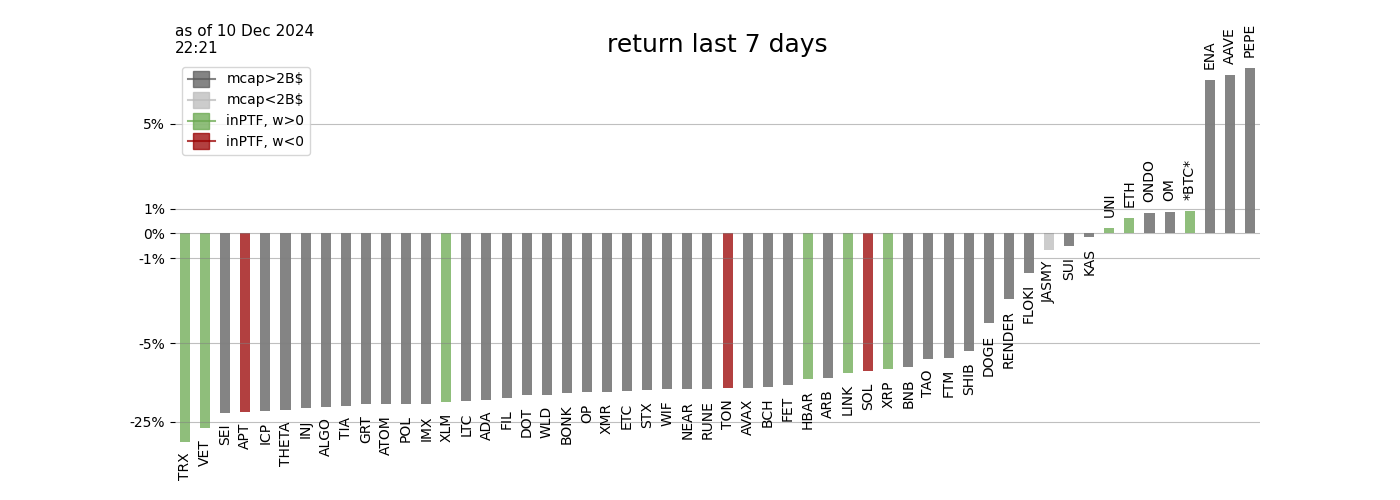 as of 10 Dec 2024
22:21
return last 7 days
mcap>2B$
mcap<2B$
inPTF, w>0
inPTF, w<0
5%
1%
0%
-1%
-5%
-25%
TRX
VET
SEI
APT
ICP
THETA
INJ
ALGO
TIA
GRT
ATOM
POL
IMX
XLM
LTC
ADA
FIL
DOT
WLD
BONK
OP
XMR
ETC
STX
WIF
NEAR
RUNE
TON
AVAX
BCH
FET
HBAR
ARB
LINK
SOL
XRP
BNB
TAO
FTM
SHIB
DOGE
RENDER
FLOKI
JASMY
SUI
KAS
UNI
ETH
ONDO
OM
*BTC*
ENA
AAVE
PEPE